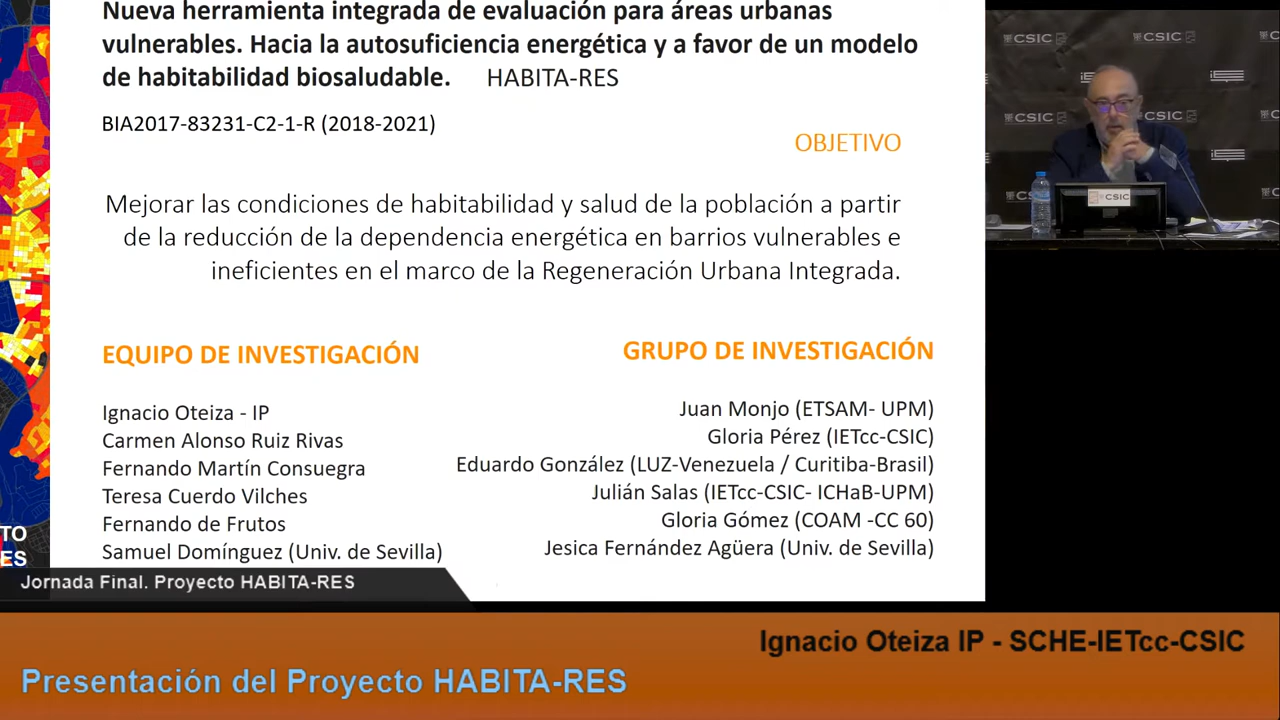 Nueva herramienta integrada de evaluación para áreas urbanas
vulnerables. Hacia la autosuficiencia energética y a favor de un modelo
de habitabilidad biosaludable. HABITA-RES
BIA2017-83231-C2-1-R (2018-2021)
OBJETIVO
Mejorar las condiciones de habitabilidad y salud de la población a partir
de la reducción de la dependencia energética en barrios vulnerables e
ineficientes en el marco de la Regeneración Urbana Integrada.
EQUIPO DE INVESTIGACIÓN
Ignacio Oteiza - IP
Carmen Alonso Ruiz Rivas
Fernando Martín Consuegra
Teresa Cuerdo Vilches
Fernando de Frutos
Samuel Domínguez (Univ. de Sevilla)
GRUPO DE INVESTIGACIÓN
Juan Monjo (ETSAM- UPM)
Gloria Pérez (IETcc-CSIC)
Eduardo González (LUZ-Venezuela / Curitiba-Brasil)
Julián Salas (IETcc-CSIC- ICHaB-UPM)
Gloria Gómez (COAM -CC 60)
Jesica Fernández Agüera (Univ. de Sevilla)
TO
ES
CSIC
CSIC
CSIC
CSIC
CSIC
CSIC
Jornada Final. Proyecto HABITA-RES
Ignacio Oteiza IP - SCHE-IETcc-CSIC
Presentación del Proyecto HABITA-RES